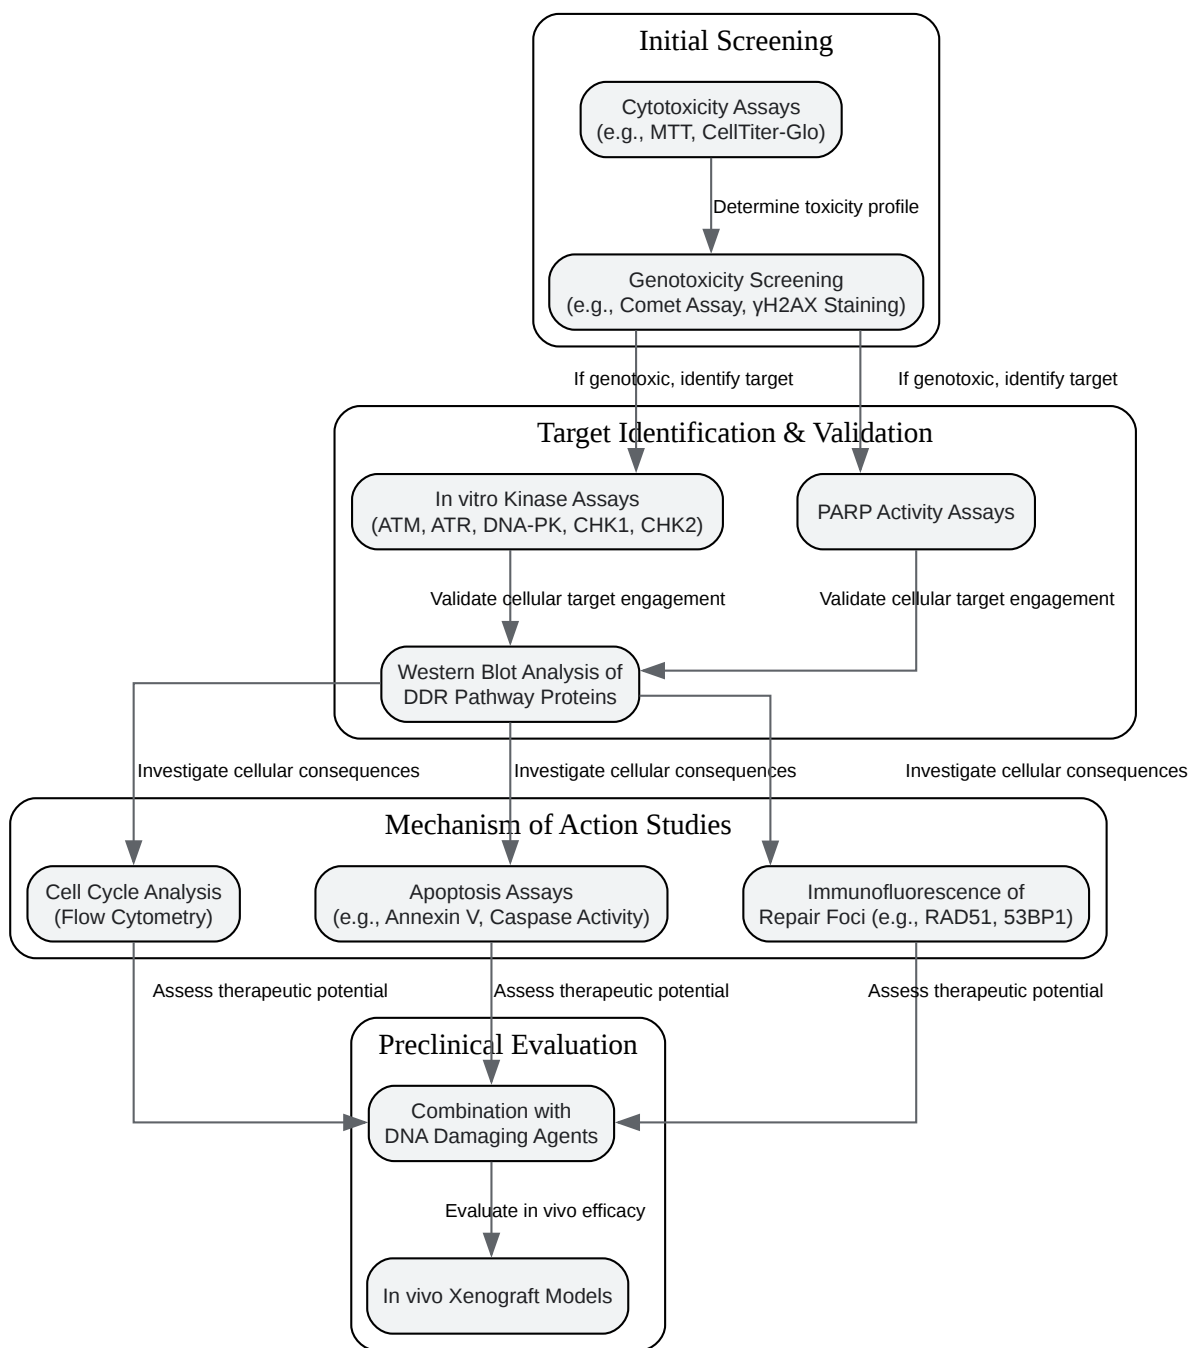 Initial Screening
Cytotoxicity Assays
(e.g., MTT, CellTiter-Glo)
Determine toxicity profile
Genotoxicity Screening
(e.g., Comet Assay, γH2AX Staining)
If genotoxic, identify target
If genotoxic, identify target
Target Identification & Validation
In vitro Kinase Assays
(ATM, ATR, DNA-PK, CHK1, CHK2)
PARP Activity Assays
Validate cellular target engagement
Validate cellular target engagement
Western Blot Analysis of
DDR Pathway Proteins
Investigate cellular consequences
Investigate cellular consequences
Investigate cellular consequences
Mechanism of Action Studies
Cell Cycle Analysis
(Flow Cytometry)
Apoptosis Assays
(e.g., Annexin V, Caspase Activity)
Immunofluorescence of
Repair Foci (e.g., RAD51, 53BP1)
Assess therapeutic potential
Assess therapeutic potential
Assess therapeutic potential
Preclinical Evaluation
Combination with
DNA Damaging Agents
Evaluate in vivo efficacy
In vivo Xenograft Models